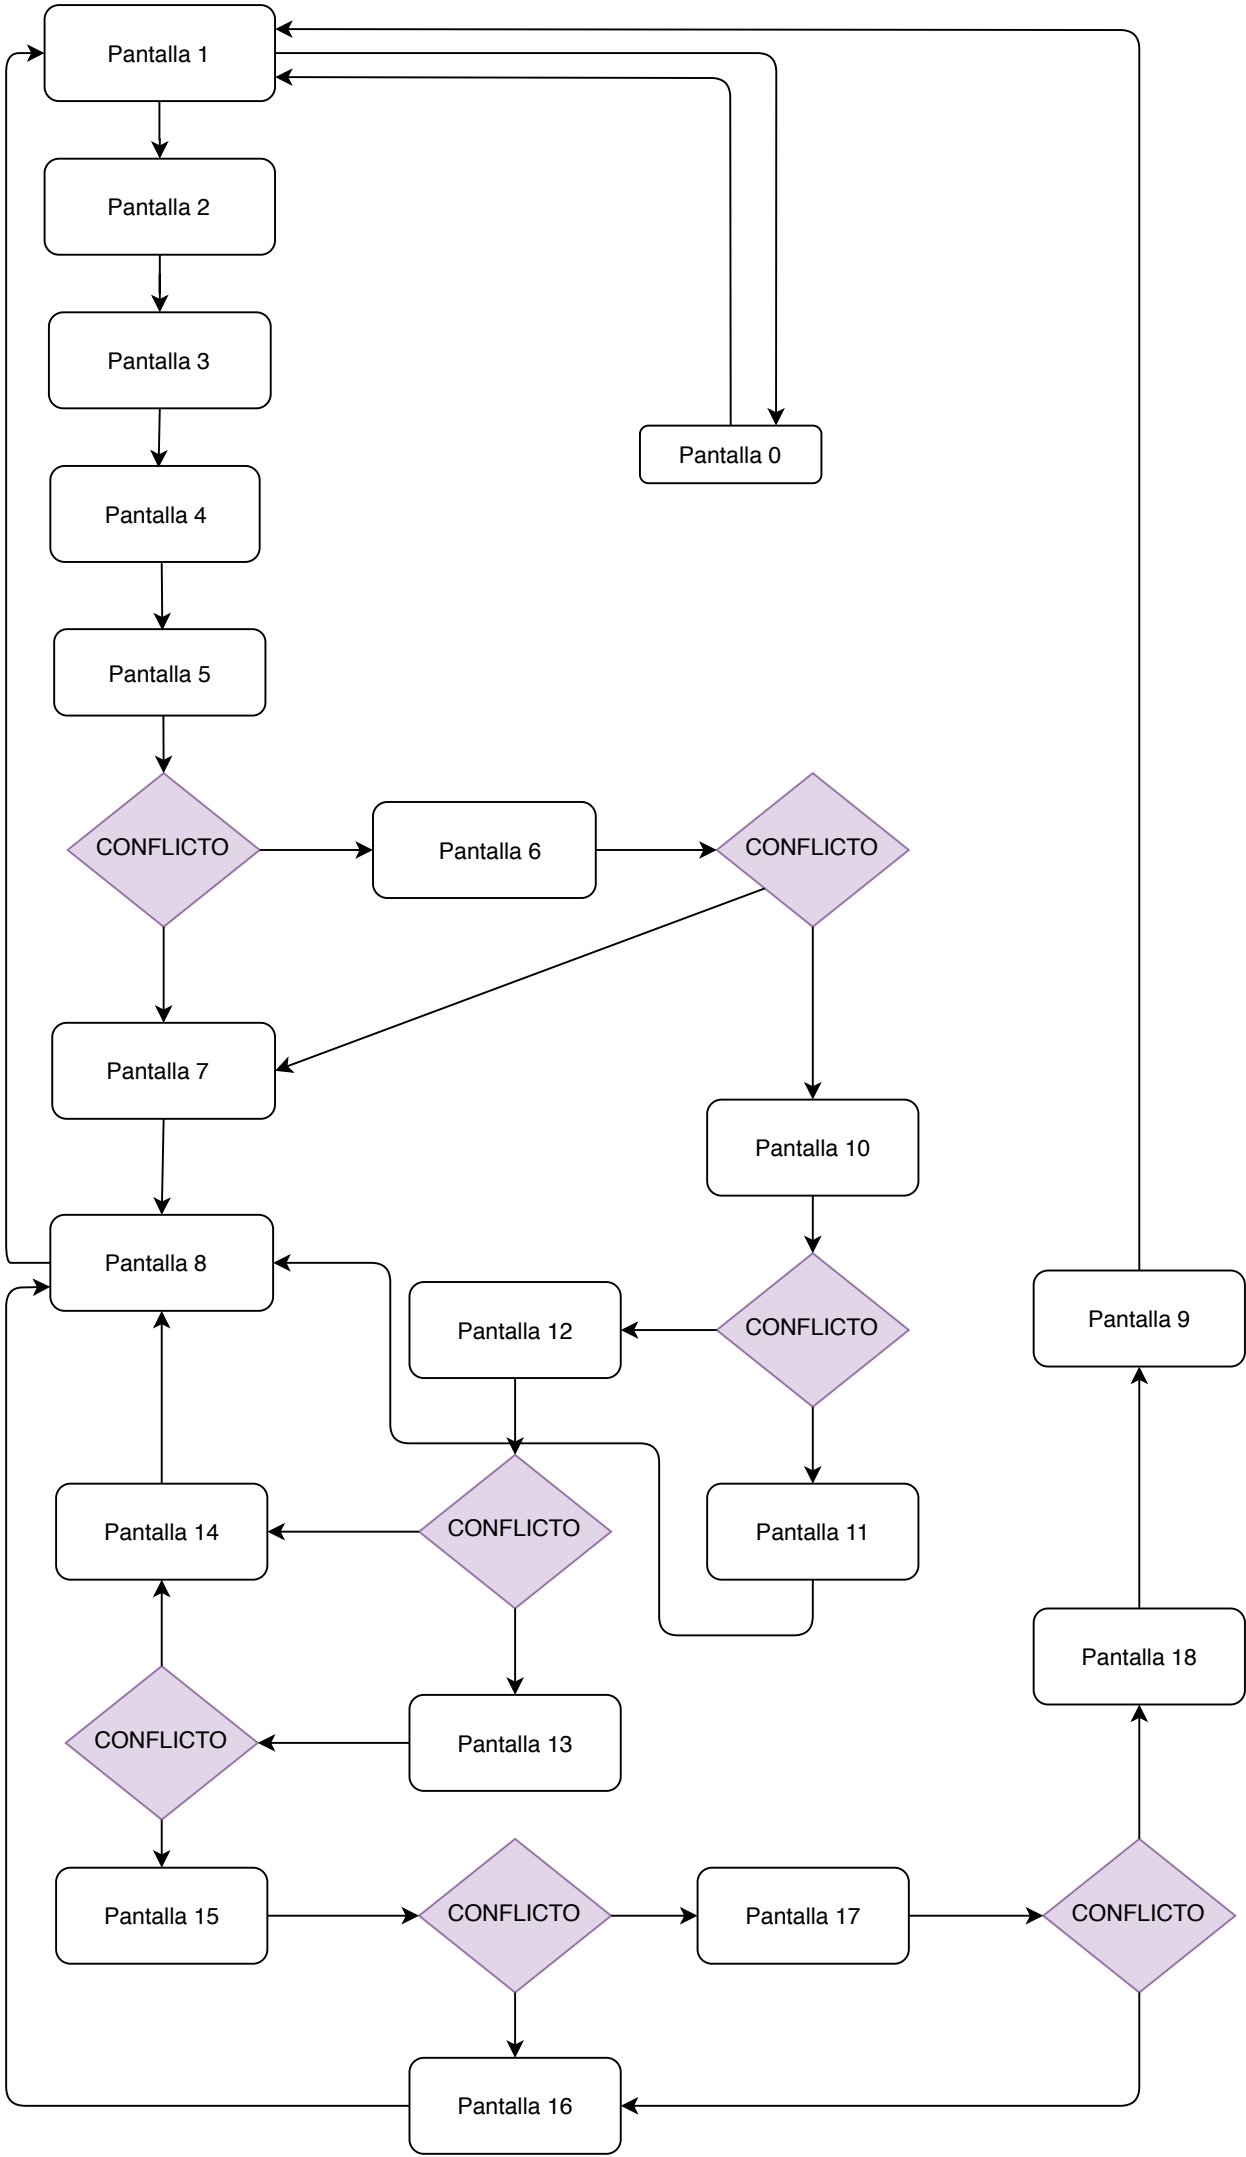 Pantalla 1
Pantalla 2
Pantalla 3
Pantalla 0
Pantalla 4
Pantalla 5
CONFLICTO
Pantalla 6
CONFLICTO
Pantalla 7
Pantalla 10
Pantalla 8
Pantalla 12
CONFLICTO
Pantalla 9
Pantalla 14
CONFLICTO
Pantalla 11
Pantalla 18
CONFLICTO
Pantalla 13
Pantalla 15
CONFLICTO
Pantalla 17
CONFLICTO
Pantalla 16